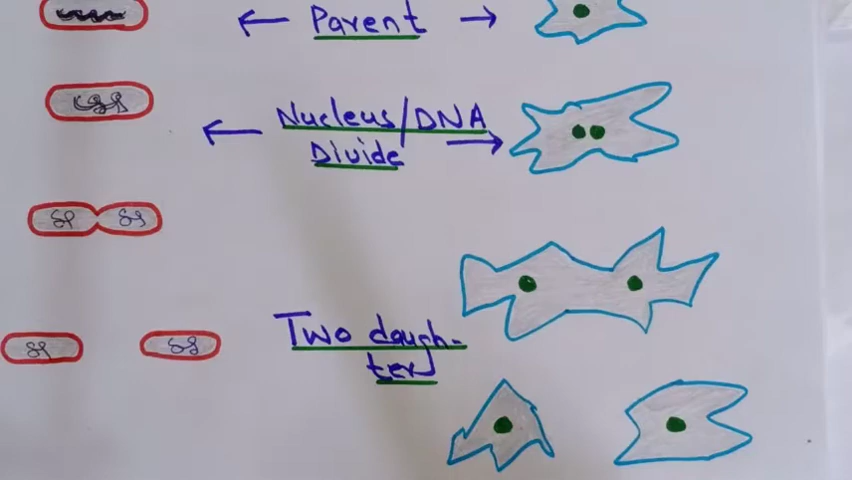 Parent
Nucleus/DNA
Divide
Two daugh-
ter